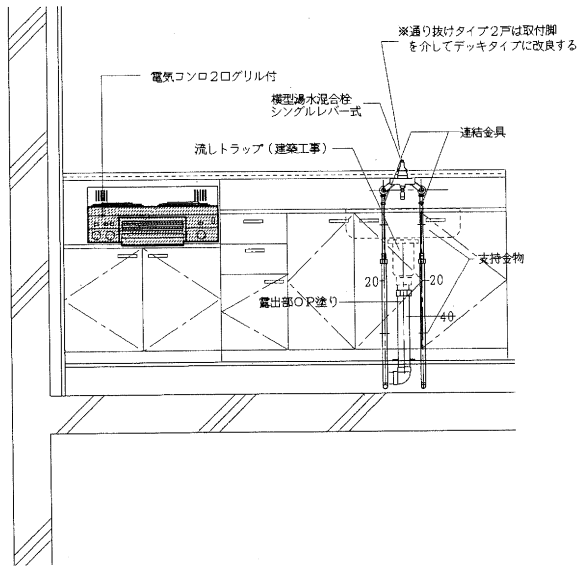 ※通り抜けタイプ２戸は取付脚
を介してデッキタイプに改良する
電気コンロ２口グリル付
横型湯水混合栓
シングルレバー式
連結金具
流しトラップ（建築工事）
支持金物
20
20
露出部ＯＰ塗り
40